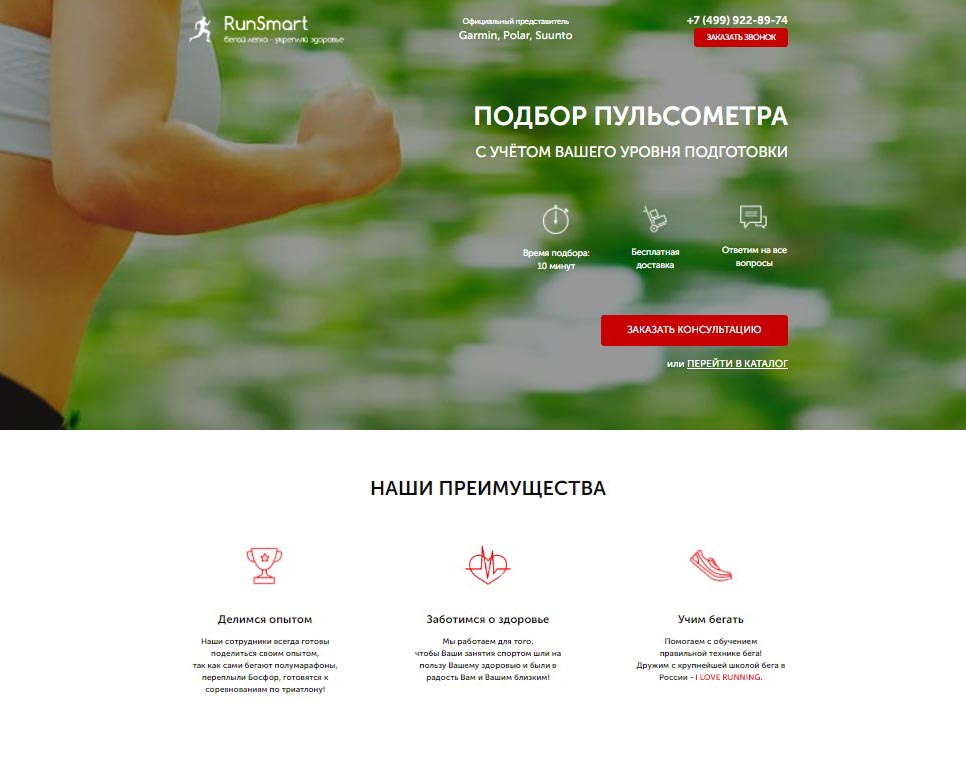 RunSmart
бегай легко - укрепляй здоровье
Официальный представитель
Garmin, Polar, Suunto
+7 (499) 922-89-74
ЗАКАЗАТЬ ЗВОНОК
ПОДБОР ПУЛЬСОМЕТРА
С УЧЁТОМ ВАШЕГО УРОВНЯ ПОДГОТОВКИ
Время подбора:
10 минут
Бесплатная
доставка
Ответим на все
вопросы
ЗАКАЗАТЬ КОНСУЛЬТАЦИЮ
или ПЕРЕЙТИ В КАТАЛОГ
НАШИ ПРЕИМУЩЕСТВА
Делимся опытом
Наши сотрудники всегда готовы
поделиться своим опытом,
так как сами бегают полумарафоны,
переплыли Босфор, готовятся к
соревнованиям по триатлону!
Заботимся о здоровье
Мы работаем для того,
чтобы Ваши занятия спортом шли на
пользу Вашему здоровью и были в
радость Вам и Вашим близким!
Учим бегать
Помогаем с обучением
правильной технике бега!
Дружим с крупнейшей школой бега в
России - I LOVE RUNNING.